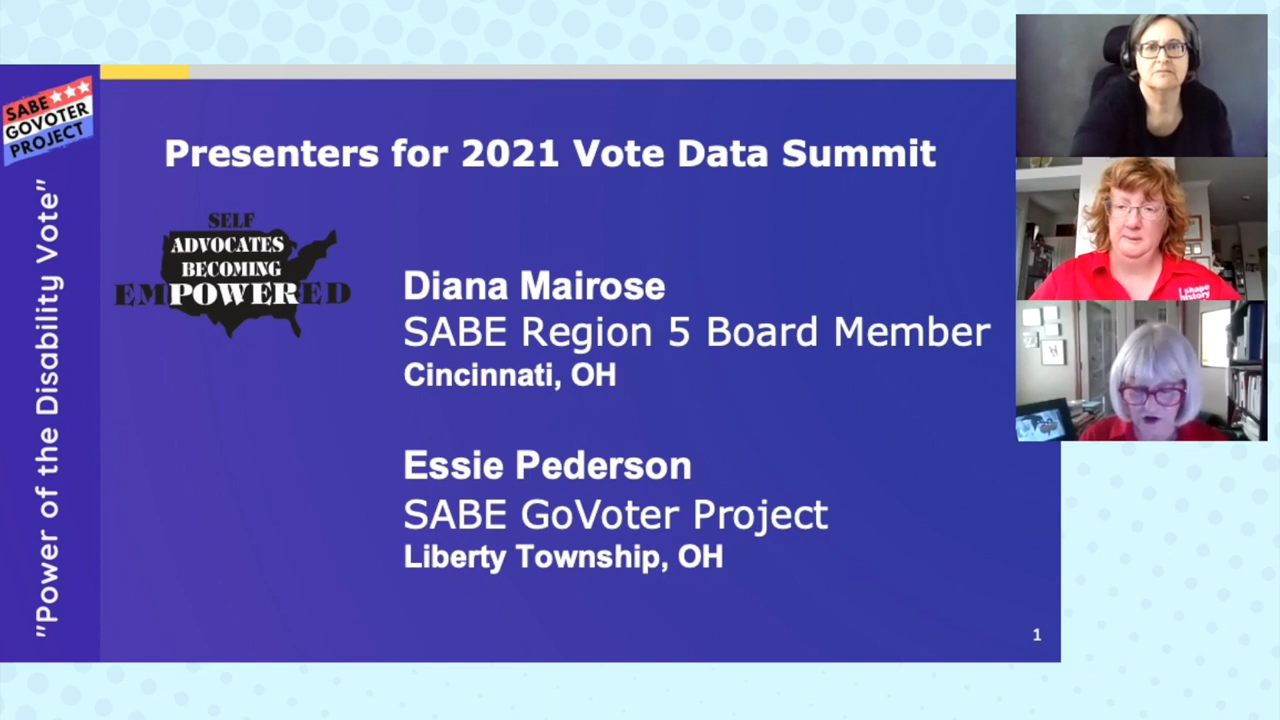 SABE
GOVOTER
PROJECT
"Power of the Disability Vote"
Presenters for 2021 Vote Data Summit
SELF
ADVOCATES
BECOMING
EMPOWERED
Diana Mairose
SABE Region 5 Board Member
Cincinnati, OH
Essie Pederson
SABE GoVoter Project
Liberty Township, OH
1
I shape
history